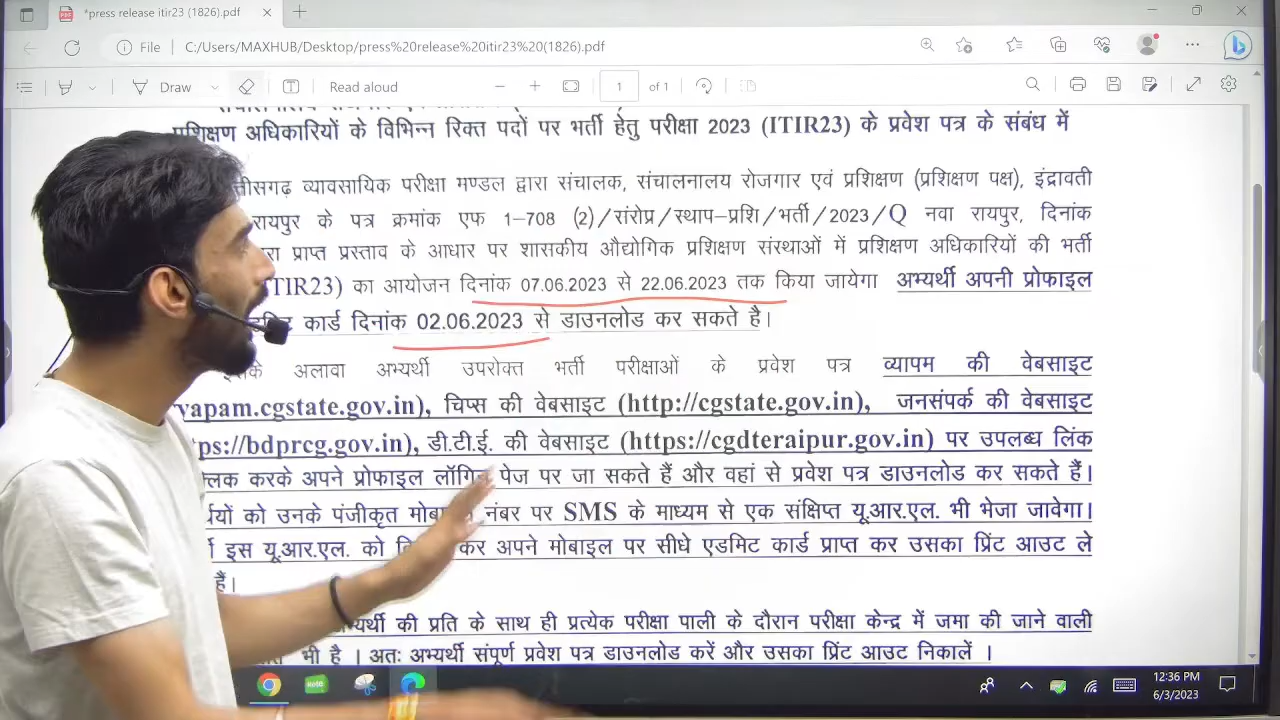 *press release itir23 (1826).pdf
File C:/Users/MAXHUB/Desktop/press%20release%20itir23%20(1826).pdf
Draw Read aloud 1 of 1
प्रशिक्षण अधिकारियों के विभिन्न रिक्त पदों पर भर्ती हेतु परीक्षा 2023 (ITIR23) के प्रवेश पत्र के संबंध में
व्यावसायिक परीक्षा मण्डल द्वारा संचालक, संचालनालय रोजगार एवं प्रशिक्षण (प्रशिक्षण पक्ष), इंद्रावती
रायपुर के पत्र क्रमांक एफ 1–708 (2)/संरोप्र/स्थाप–प्रशि/भर्ती/2023/Q नवा रायपुर, दिनांक
प्राप्त प्रस्ताव के आधार पर शासकीय औद्योगिक प्रशिक्षण संस्थाओं में प्रशिक्षण अधिकारियों की भर्ती
TIR23) का आयोजन दिनांक 07.06.2023 से 22.06.2023 तक किया जायेगा अभ्यर्थी अपनी प्रोफाइल
कार्ड दिनांक 02.06.2023 से डाउनलोड कर सकते है।
अलावा अभ्यर्थी उपरोक्त भर्ती परीक्षाओं के प्रवेश पत्र व्यापम की वेबसाइट
yapam.cgstate.gov.in), चिप्स की वेबसाइट (http://cgstate.gov.in), जनसंपर्क की वेबसाइट
ps://bdprcg.gov.in), डी.टी.ई. की वेबसाइट (https://cgdteraipur.gov.in) पर उपलब्ध लिंक
करके अपने प्रोफाइल लॉगिन पेज पर जा सकते हैं और वहां से प्रवेश पत्र डाउनलोड कर सकते हैं।
को उनके पंजीकृत नंबर पर SMS के माध्यम से एक संक्षिप्त यू.आर.एल. भी भेजा जावेगा।
इस यू.आर.एल. को कर अपने मोबाइल पर सीधे एडमिट कार्ड प्राप्त कर उसका प्रिंट आउट ले
हैं।
की प्रति के साथ ही प्रत्येक परीक्षा पाली के दौरान परीक्षा केन्द्र में जमा की जाने वाली
भी है । अतः अभ्यर्थी संपूर्ण प्रवेश पत्र डाउनलोड करें और उसका प्रिंट आउट निकालें ।
12:36 PM
6/3/2023